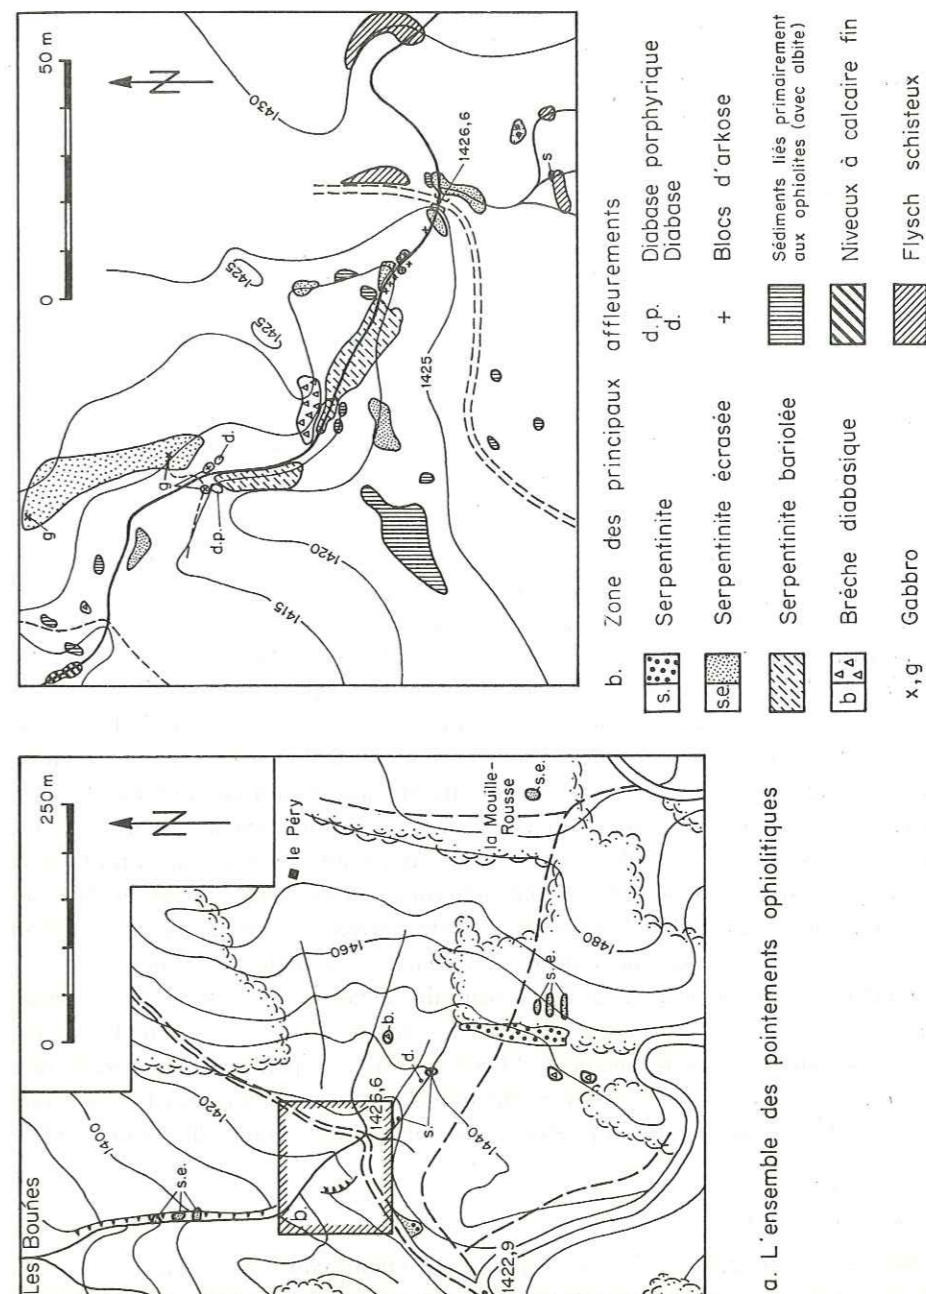 Les Bounes
0
250 m
N
le Péry
la Mouille-
Rousse
s.e.
1400
1420
s.e.
b.
1426,6
1460
b.
d.
s.
1440
1480
s.e.
1422,9
a. L'ensemble des pointements ophiolitiques
0
50 m
N
1430
1425
1425
1426,6
s
g
g
d.
d.p.
1425
1420
1415
b. Zone des principaux affleurements
s. Serpentinite
s.e. Serpentinite écrasée
Serpentinite bariolée
b Brèche diabasique
x,g Gabbro
d.p. Diabase porphyrique
d. Diabase
+ Blocs d'arkose
Sédiments liés primairement
aux ophiolites (avec albite)
Niveaux à calcaire fin
Flysch schisteux